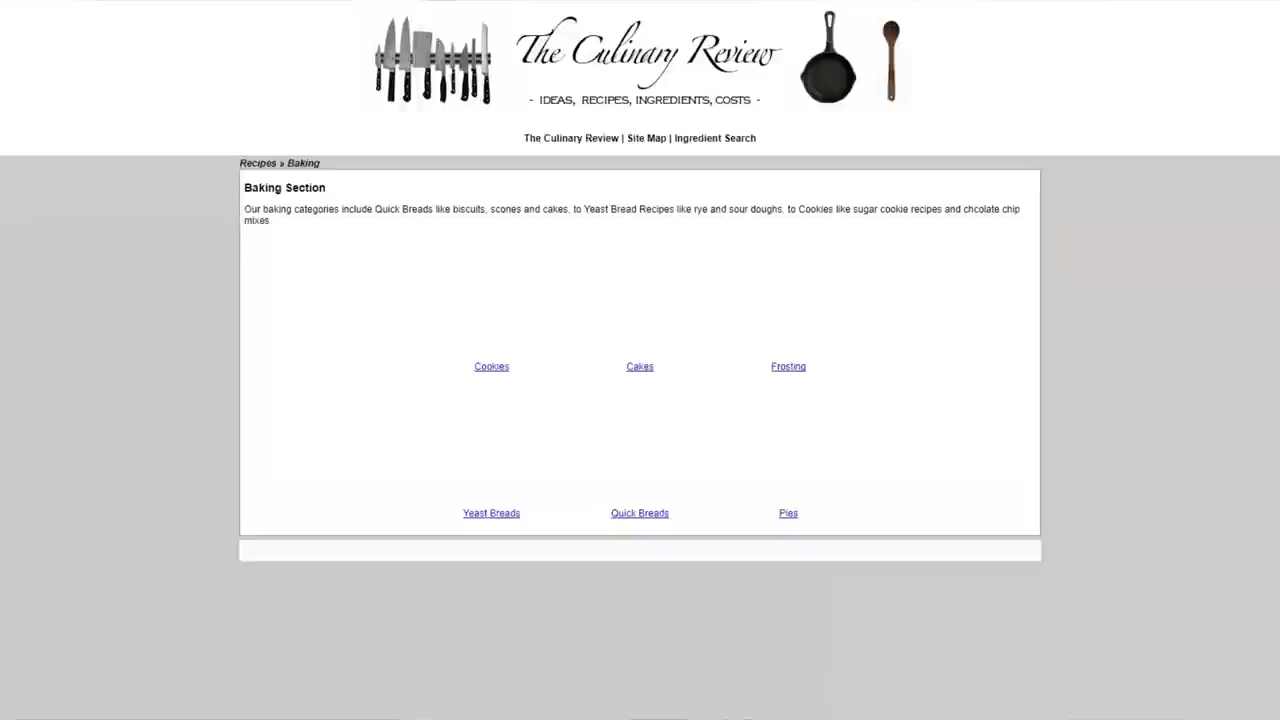 The Culinary Review
- IDEAS, RECIPES, INGREDIENTS, COSTS -
The Culinary Review | Site Map | Ingredient Search
Recipes » Baking
Baking Section
Our baking categories include Quick Breads like biscuits, scones and cakes, to Yeast Bread Recipes like rye and sour doughs, to Cookies like sugar cookie recipes and chcolate chip
mixes.
Cookies Cakes Frosting
Yeast Breads Quick Breads Pies